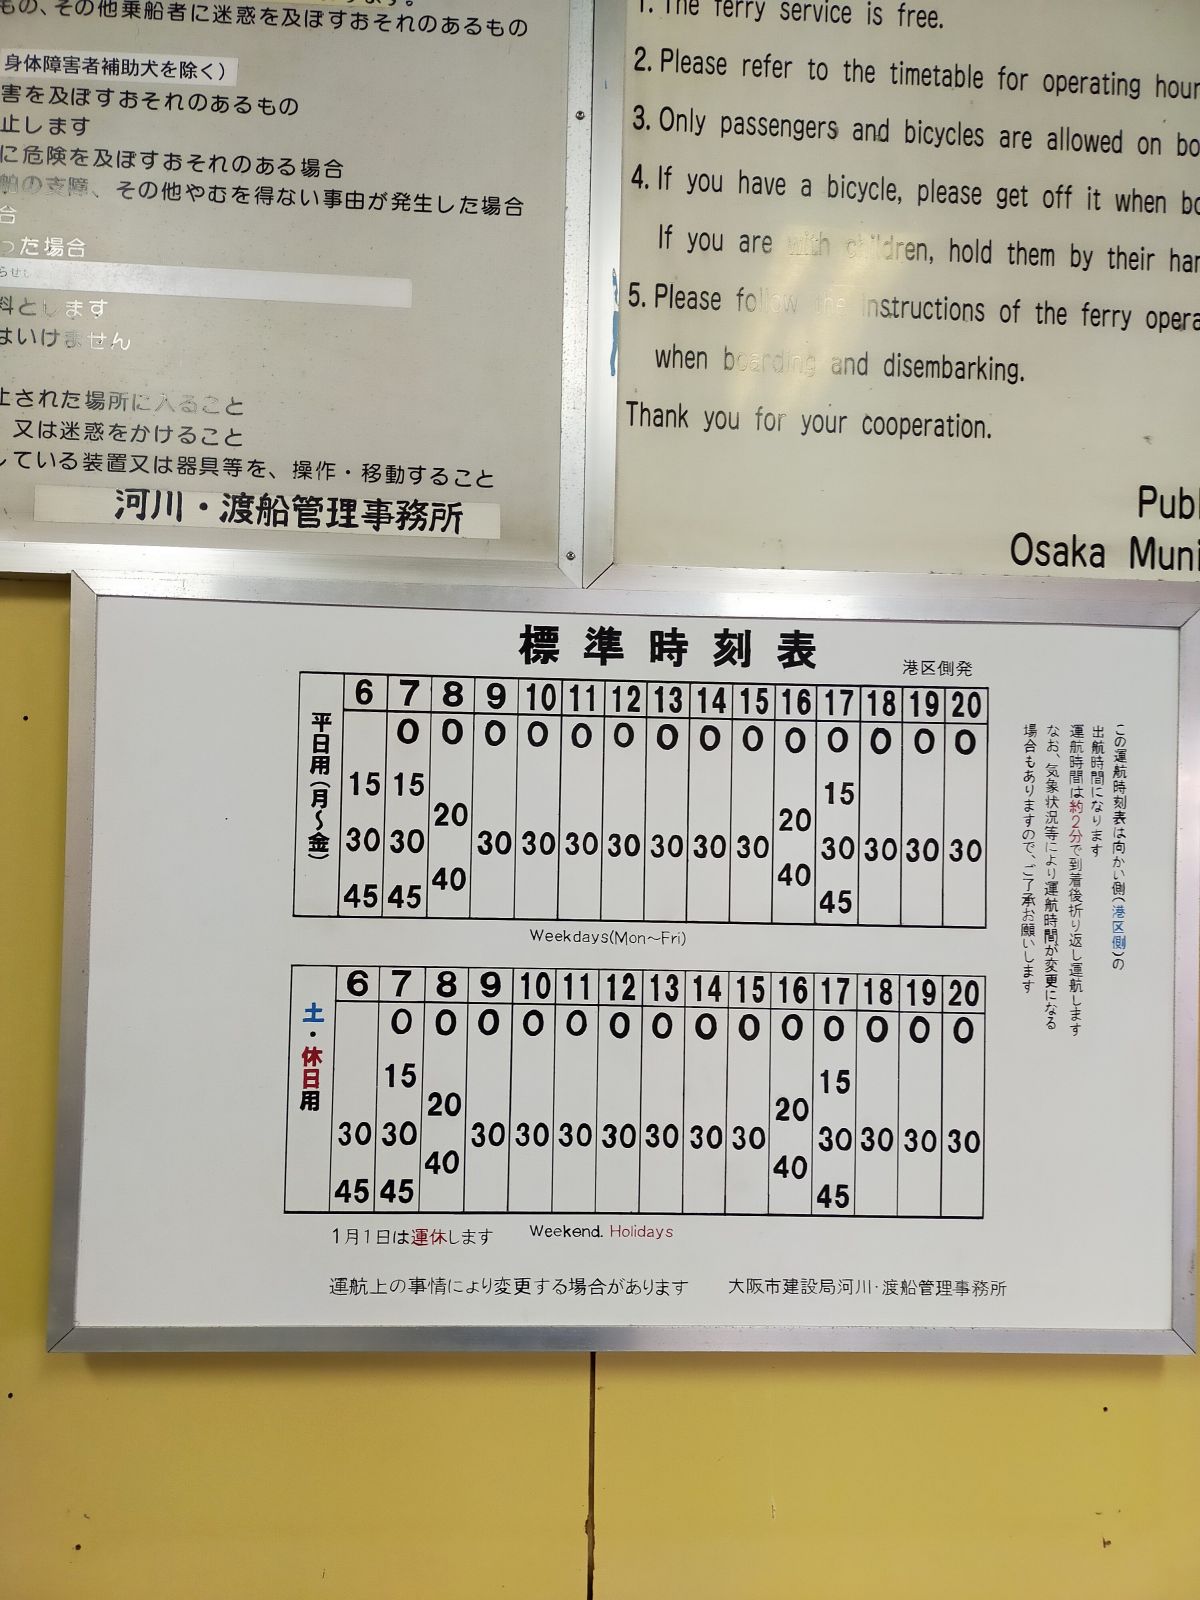 もの、その他乗船者に迷惑を及ぼすおそれのあるもの
身体障害者補助犬を除く）
害を及ぼすおそれのあるもの
止します
に危険を及ぼすおそれのある場合
舶の支障、その他やむを得ない事由が発生した場合
合
った場合
料とします
はいけません
止された場所に入ること
又は迷惑をかけること
している装置又は器具等を、操作・移動すること
河川・渡船管理事務所
1. The ferry service is free.
2. Please refer to the timetable for operating hour
3. Only passengers and bicycles are allowed on bo
4. If you have a bicycle, please get off it when bo
If you are with children, hold them by their han
5. Please follow the instructions of the ferry opera
when boarding and disembarking.
Thank you for your cooperation.
Publ
Osaka Muni
標準時刻表
港区側発
平日用(月〜金)
6 7 8 9 10 11 12 13 14 15 16 17 18 19 20
0 0 0 0 0 0 0 0 0 0 0 0 0 0
15 15 20 20 15
30 30 30 30 30 30 30 30 30 30 30 30 30 30
45 45 40 40 45
Weekdays(Mon〜Fri)
土・休日用
6 7 8 9 10 11 12 13 14 15 16 17 18 19 20
0 0 0 0 0 0 0 0 0 0 0 0 0 0
15 20 20 15
30 30 30 30 30 30 30 30 30 30 30 30 30
45 45 40 40 45
1月1日は運休します
Weekend. Holidays
運航上の事情により変更する場合があります
大阪市建設局河川・渡船管理事務所
この運航時刻表は向かい側(港区側)の
出航時間になります
運航時間は約2分で到着後折り返し運航します
なお、気象状況等により運航時間が変更になる
場合もありますので、ご了承お願いします